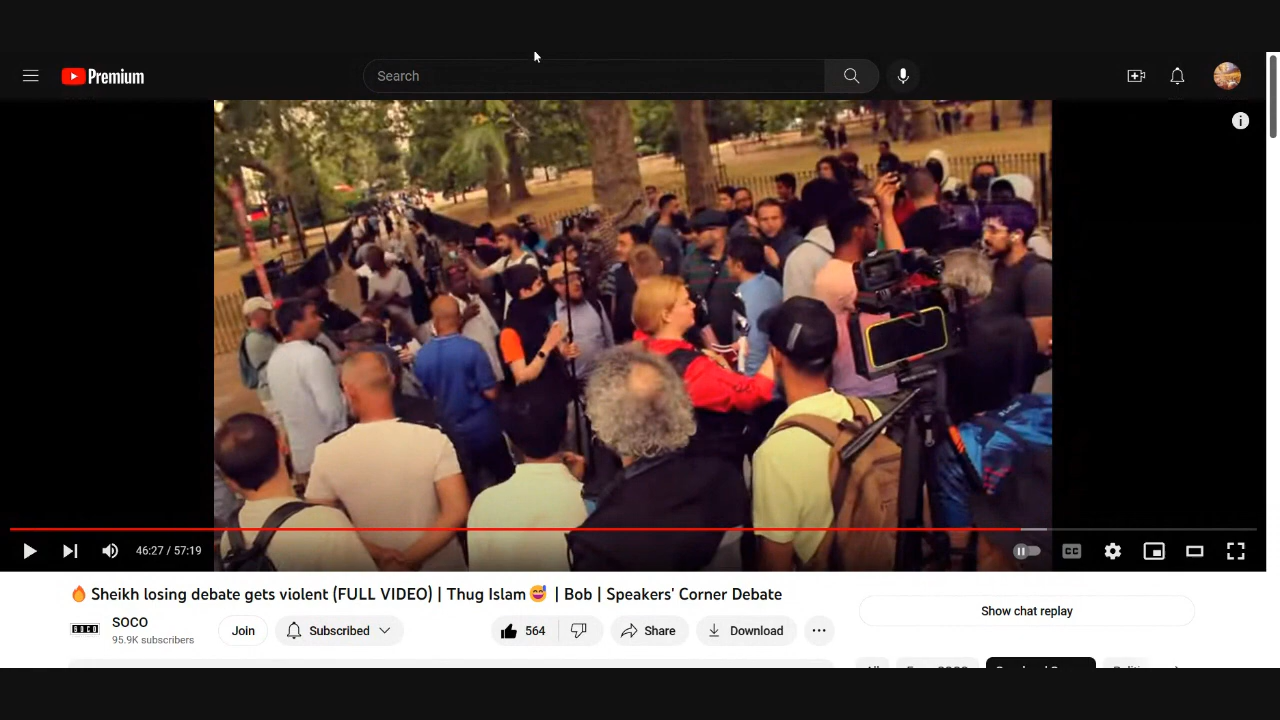 Premium
Search
46:27 / 57:19
CC
🔥 Sheikh losing debate gets violent (FULL VIDEO) | Thug Islam 😅 | Bob | Speakers' Corner Debate
SOCO
SOCO
95.9K subscribers
Join
Subscribed
564
Share
Download
Show chat replay